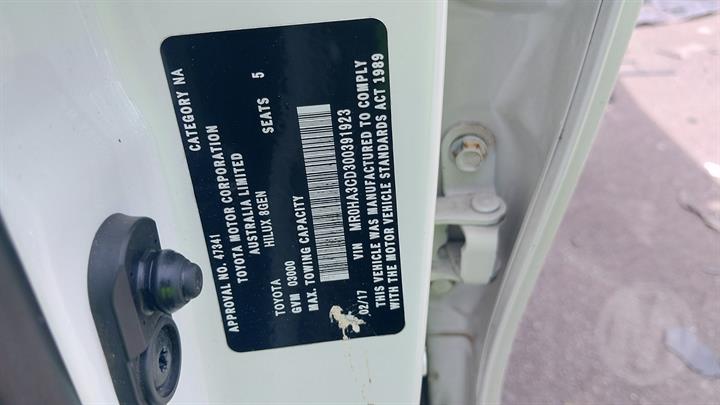 APPROVAL NO. 47341 CATEGORY NA
TOYOTA MOTOR CORPORATION
AUSTRALIA LIMITED
HILUX 8GEN SEATS 5
TOYOTA
GVM 03000
MAX. TOWING CAPACITY
02/17 VIN MR0HA3CD300391923
THIS VEHICLE WAS MANUFACTURED TO COMPLY
WITH THE MOTOR VEHICLE STANDARDS ACT 1989